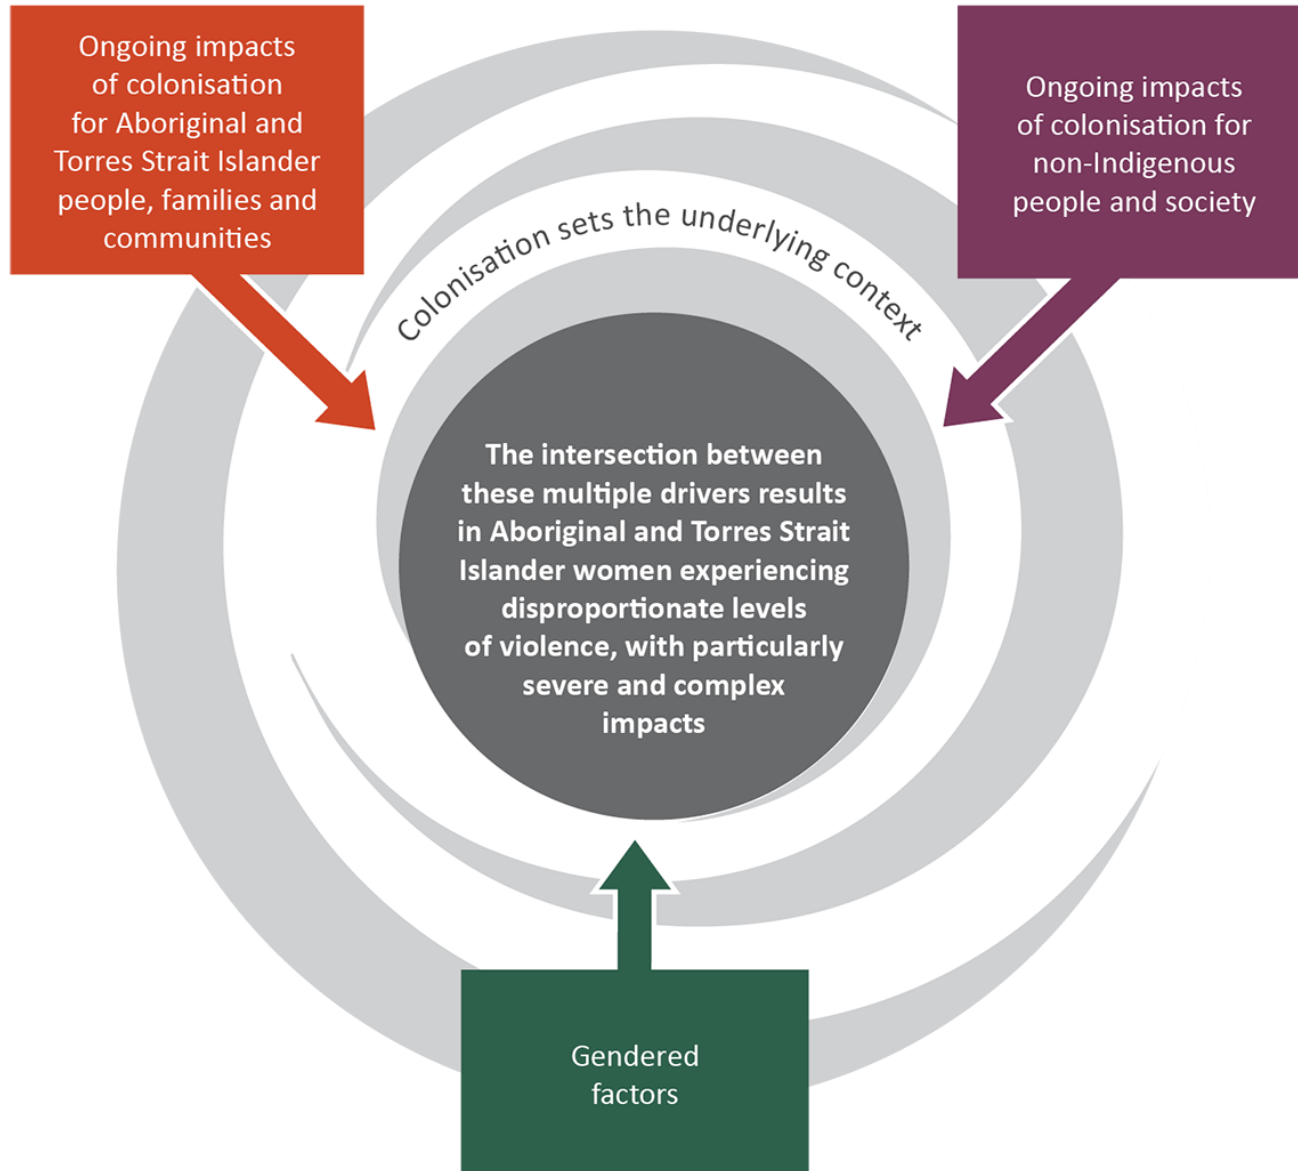 Ongoing impacts
of colonisation
for Aboriginal and
Torres Strait Islander
people, families and
communities
Ongoing impacts
of colonisation for
non-Indigenous
people and society
Colonisation sets the underlying context
The intersection between
these multiple drivers results
in Aboriginal and Torres Strait
Islander women experiencing
disproportionate levels
of violence, with particularly
severe and complex
impacts
Gendered
factors